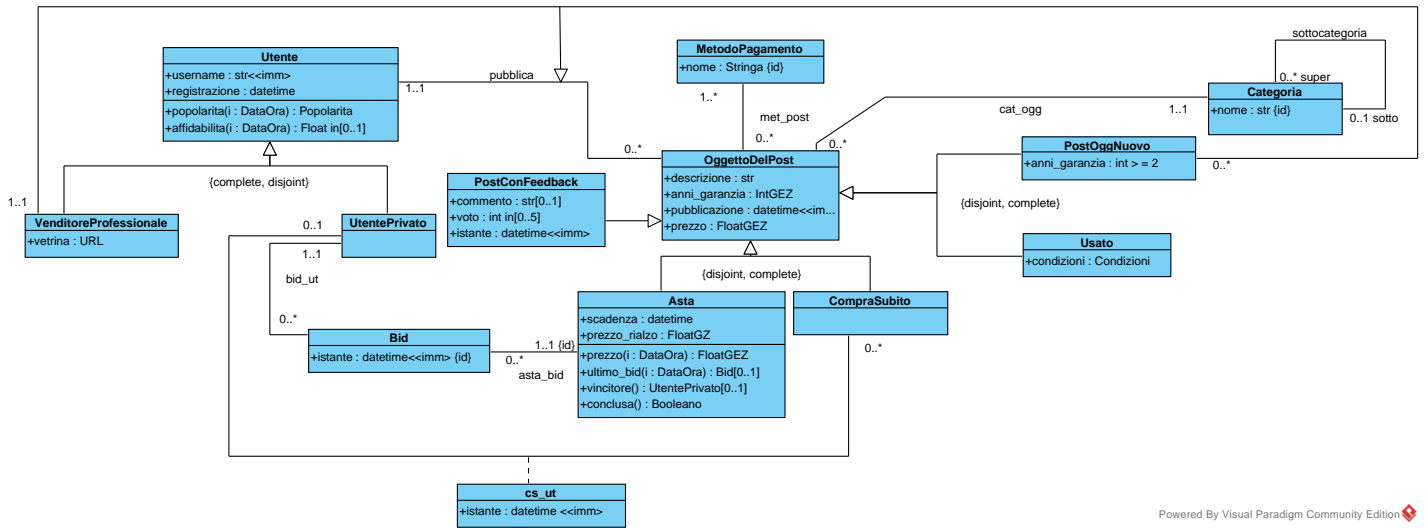 sottocategoria
Utente
+username : str<<imm>
+registrazione : datetime
+popolarita(i : DataOra) : Popolarita
+affidabilita(i : DataOra) : Float in[0..1]
pubblica
1..1
MetodoPagamento
+nome : Stringa {id}
1..*
met_post
0..*
0..* super
Categoria
+nome : str {id}
0..1 sotto
cat_ogg
1..1
0..*
0..*
OggettoDelPost
+descrizione : str
+anni_garanzia : IntGEZ
+pubblicazione : datetime<<im...
+prezzo : FloatGEZ
PostOggNuovo
+anni_garanzia : int > = 2
0..*
{disjoint, complete}
Usato
+condizioni : Condizioni
PostConFeedback
+commento : str[0..1]
+voto : int in[0..5]
+istante : datetime<<imm>
{complete, disjoint}
1..1
VenditoreProfessionale
+vetrina : URL
0..1
UtentePrivato
1..1
bid_ut
0..*
{disjoint, complete}
Asta
+scadenza : datetime
+prezzo_rialzo : FloatGZ
+prezzo(i : DataOra) : FloatGEZ
+ultimo_bid(i : DataOra) : Bid[0..1]
+vincitore() : UtentePrivato[0..1]
+conclusa() : Booleano
CompraSubito
0..*
Bid
+istante : datetime<<imm> {id}
1..1 {id}
0..*
asta_bid
cs_ut
+istante : datetime <<imm>
Powered By Visual Paradigm Community Edition